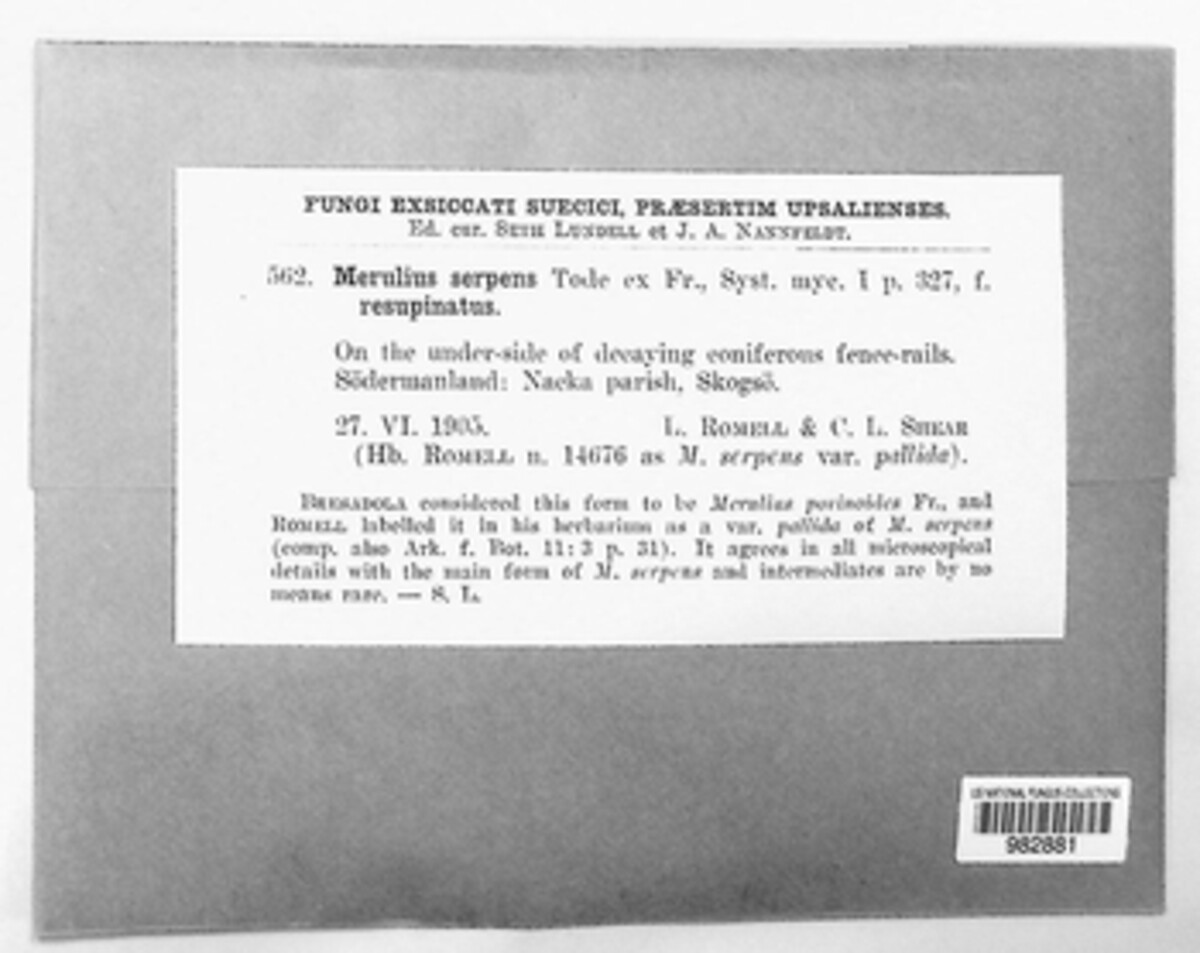 FUNGI EXSICCATI SUECICI, PRÆSERTIM UPSALIENSES.
Ed. cur. SETH LUNDELL et J. A. NANNFELDT.
562. Merulius serpens Tode ex Fr., Syst. myc. I p. 327, f.
resupinatus.
On the under-side of decaying coniferous fence-rails.
Södermanland: Nacka parish, Skogsö.
27. VI. 1905. L. ROMELL & C. L. SHEAR
(Hb. ROMELL n. 14676 as M. serpens var. pallida).
BRESADOLA considered this form to be Merulius porinoides Fr., and
ROMELL labelled it in his herbarium as a var. pallida of M. serpens
(comp. also Ark. f. Bot. 11: 3 p. 31). It agrees in all microscopical
details with the main form of M. serpens and intermediates are by no
means rare. — S. L.
US NATIONAL FUNGUS COLLECTIONS
982881